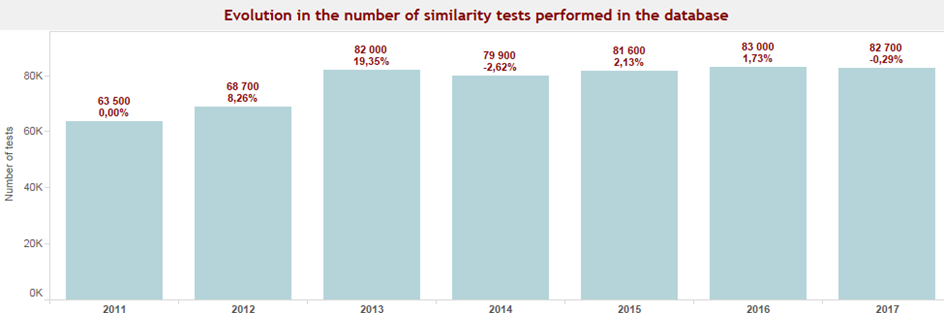 Evolution in the number of similarity tests performed in the database
Number of tests
80K
60K
40K
20K
0K
63 500
0,00%
68 700
8,26%
82 000
19,35%
79 900
-2,62%
81 600
2,13%
83 000
1,73%
82 700
-0,29%
2011 2012 2013 2014 2015 2016 2017